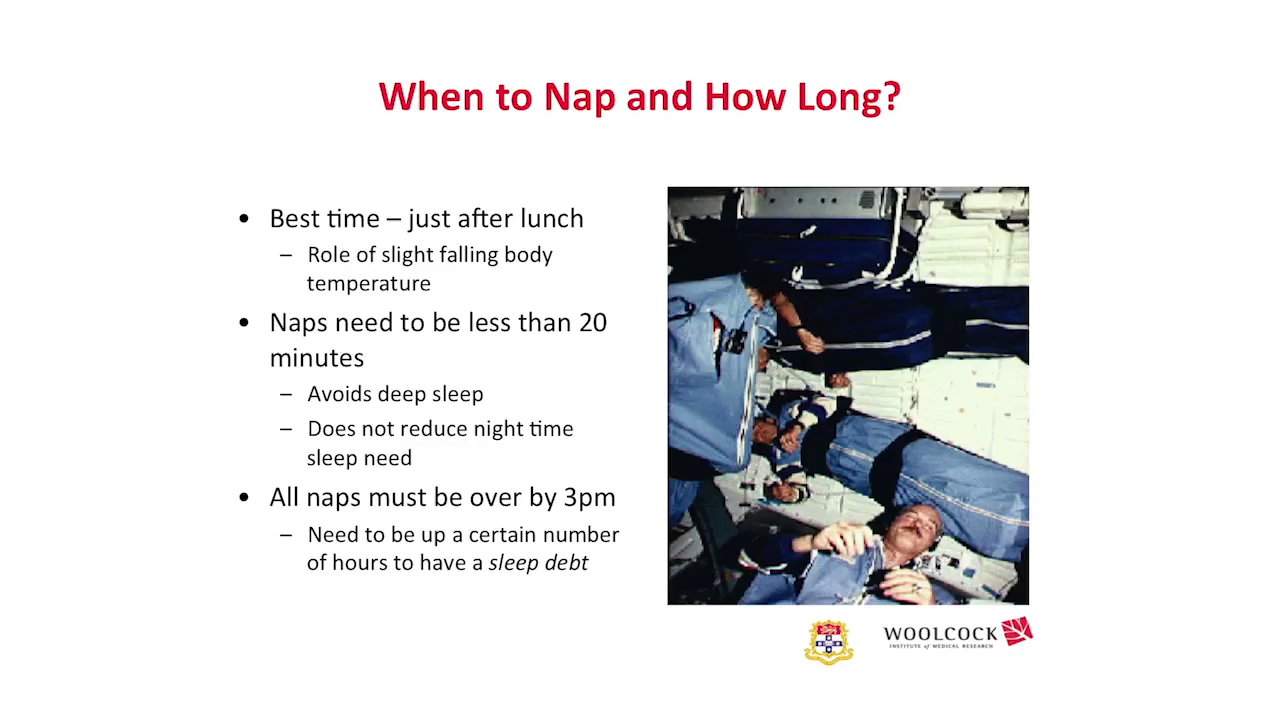 When to Nap and How Long?
• Best time – just after lunch
– Role of slight falling body
temperature
• Naps need to be less than 20
minutes
– Avoids deep sleep
– Does not reduce night time
sleep need
• All naps must be over by 3pm
– Need to be up a certain number
of hours to have a sleep debt
WOOLCOCK
INSTITUTE of MEDICAL RESEARCH